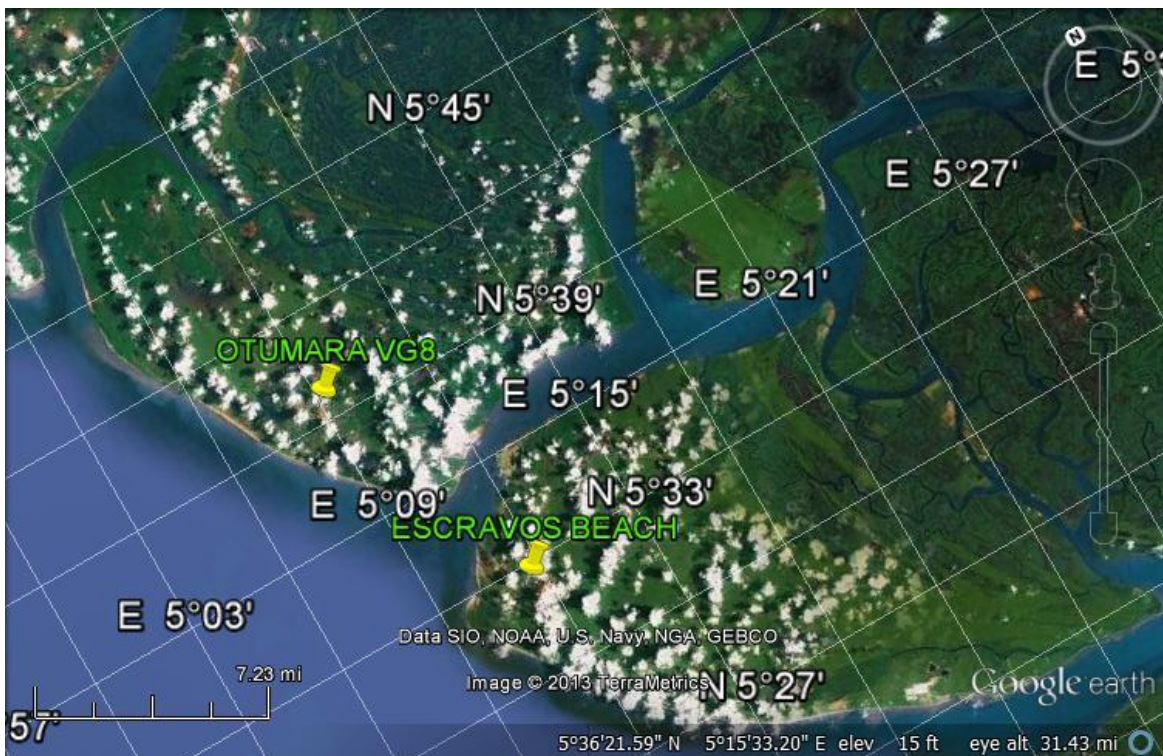 N
E 5°
N 5°45'
E 5°27'
E 5°21'
N 5°39'
OTUMARA VG8
E 5°15'
N 5°33'
E 5°09'
ESCRAVOS BEACH
E 5°03'
Data SIO, NOAA, U.S. Navy, NGA, GEBCO
7.23 mi
Image © 2013 TerraMetrics
N 5°27'
Google earth
57'
5°36'21.59" N 5°15'33.20" E elev 15 ft eye alt 31.43 mi